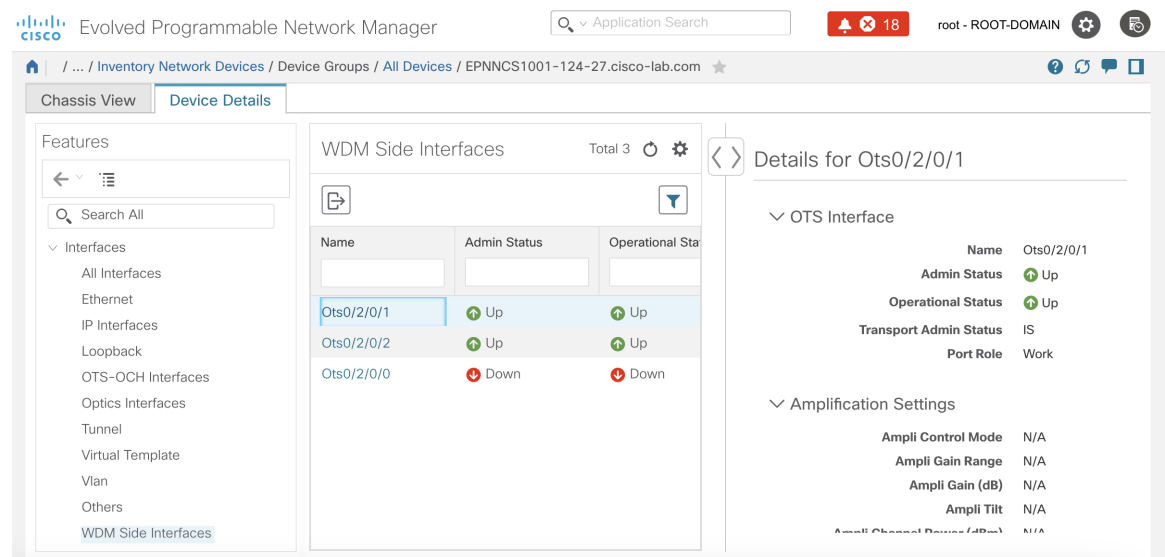 CISCO
Evolved Programmable Network Manager
Application Search
18
root - ROOT-DOMAIN
/ ... / Inventory Network Devices / Device Groups / All Devices / EPNNCS1001-124-27.cisco-lab.com
Chassis View
Device Details
Features
Search All
Interfaces
All Interfaces
Ethernet
IP Interfaces
Loopback
OTS-OCH Interfaces
Optics Interfaces
Tunnel
Virtual Template
Vlan
Others
WDM Side Interfaces
WDM Side Interfaces
Total 3
Name Admin Status Operational Sta
Ots0/2/0/1 Up Up
Ots0/2/0/2 Up Up
Ots0/2/0/0 Down Down
Details for Ots0/2/0/1
OTS Interface
Name Ots0/2/0/1
Admin Status Up
Operational Status Up
Transport Admin Status IS
Port Role Work
Amplification Settings
Ampli Control Mode N/A
Ampli Gain Range N/A
Ampli Gain (dB) N/A
Ampli Tilt N/A
Ampli Channel Power (dBm) N/A